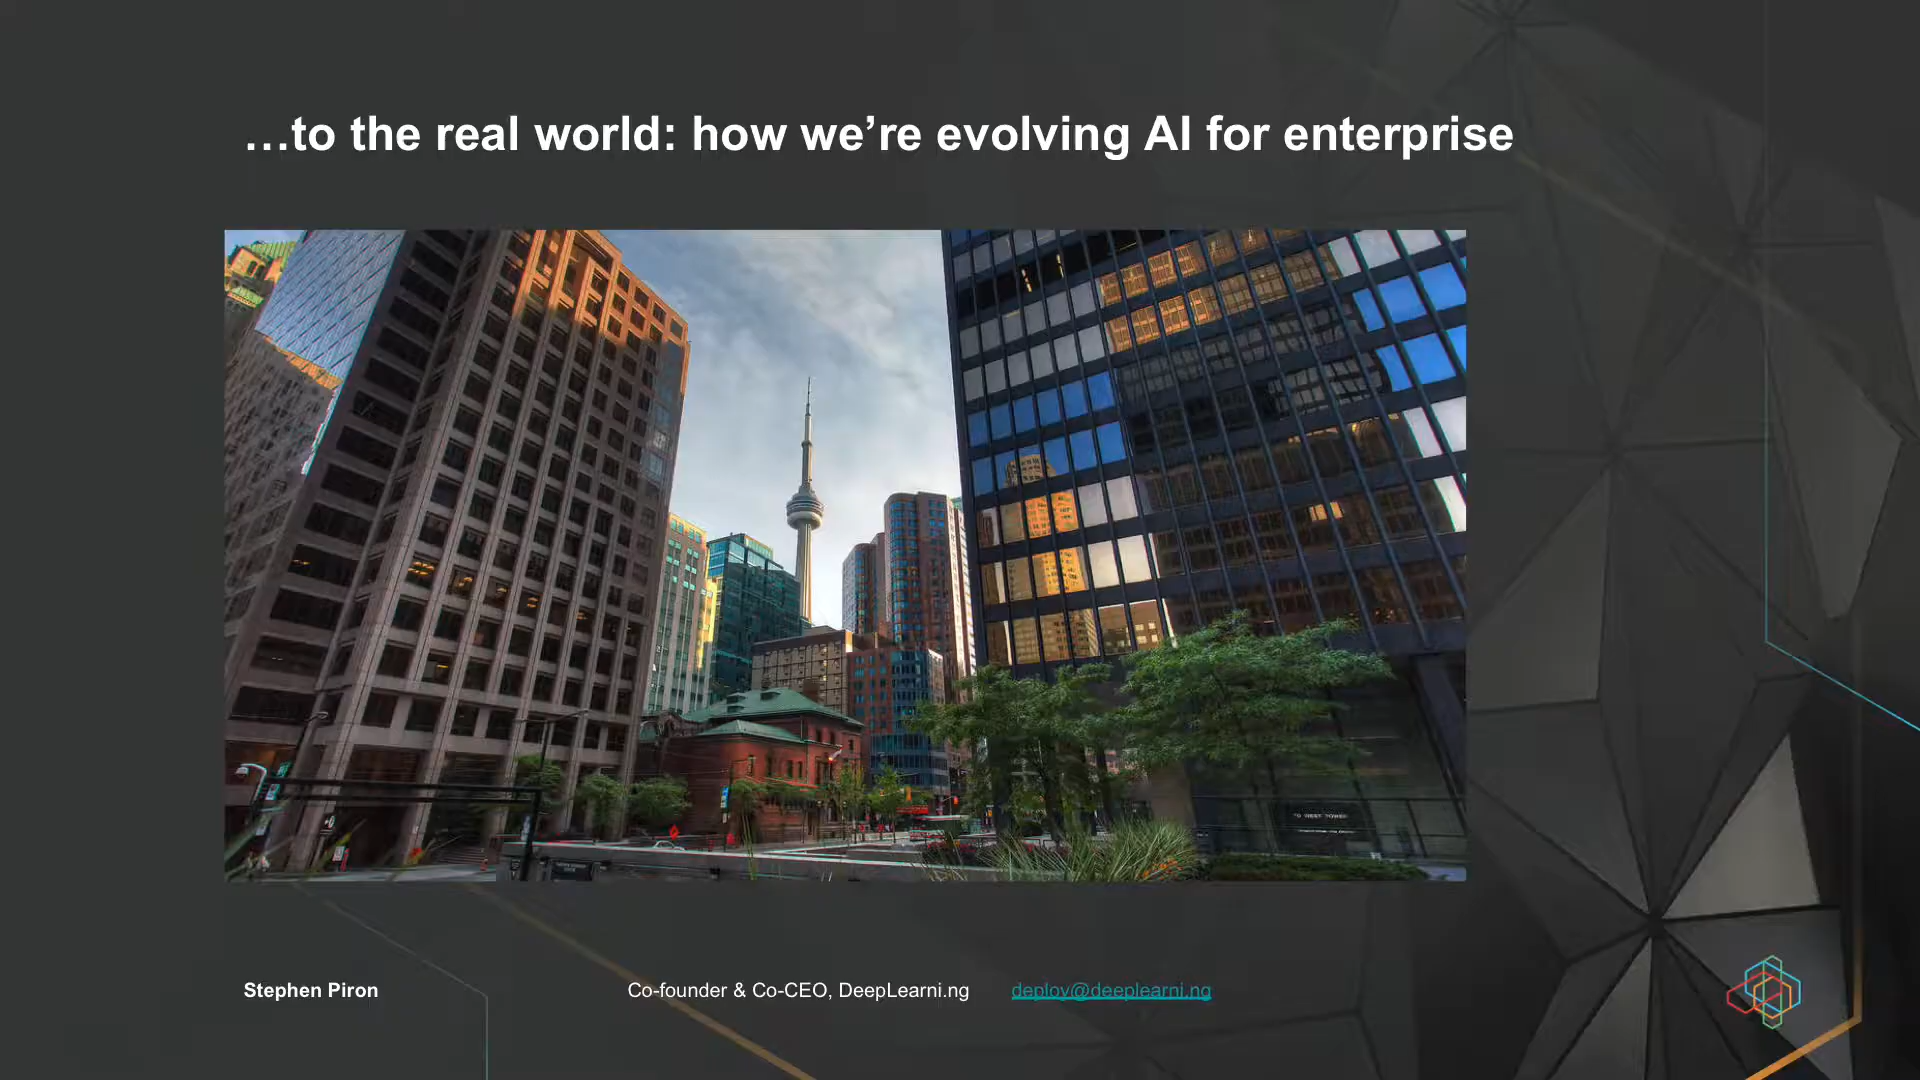 …to the real world: how we’re evolving AI for enterprise
Stephen Piron
Co-founder & Co-CEO, DeepLearni.ng
deploy@deeplearni.ng